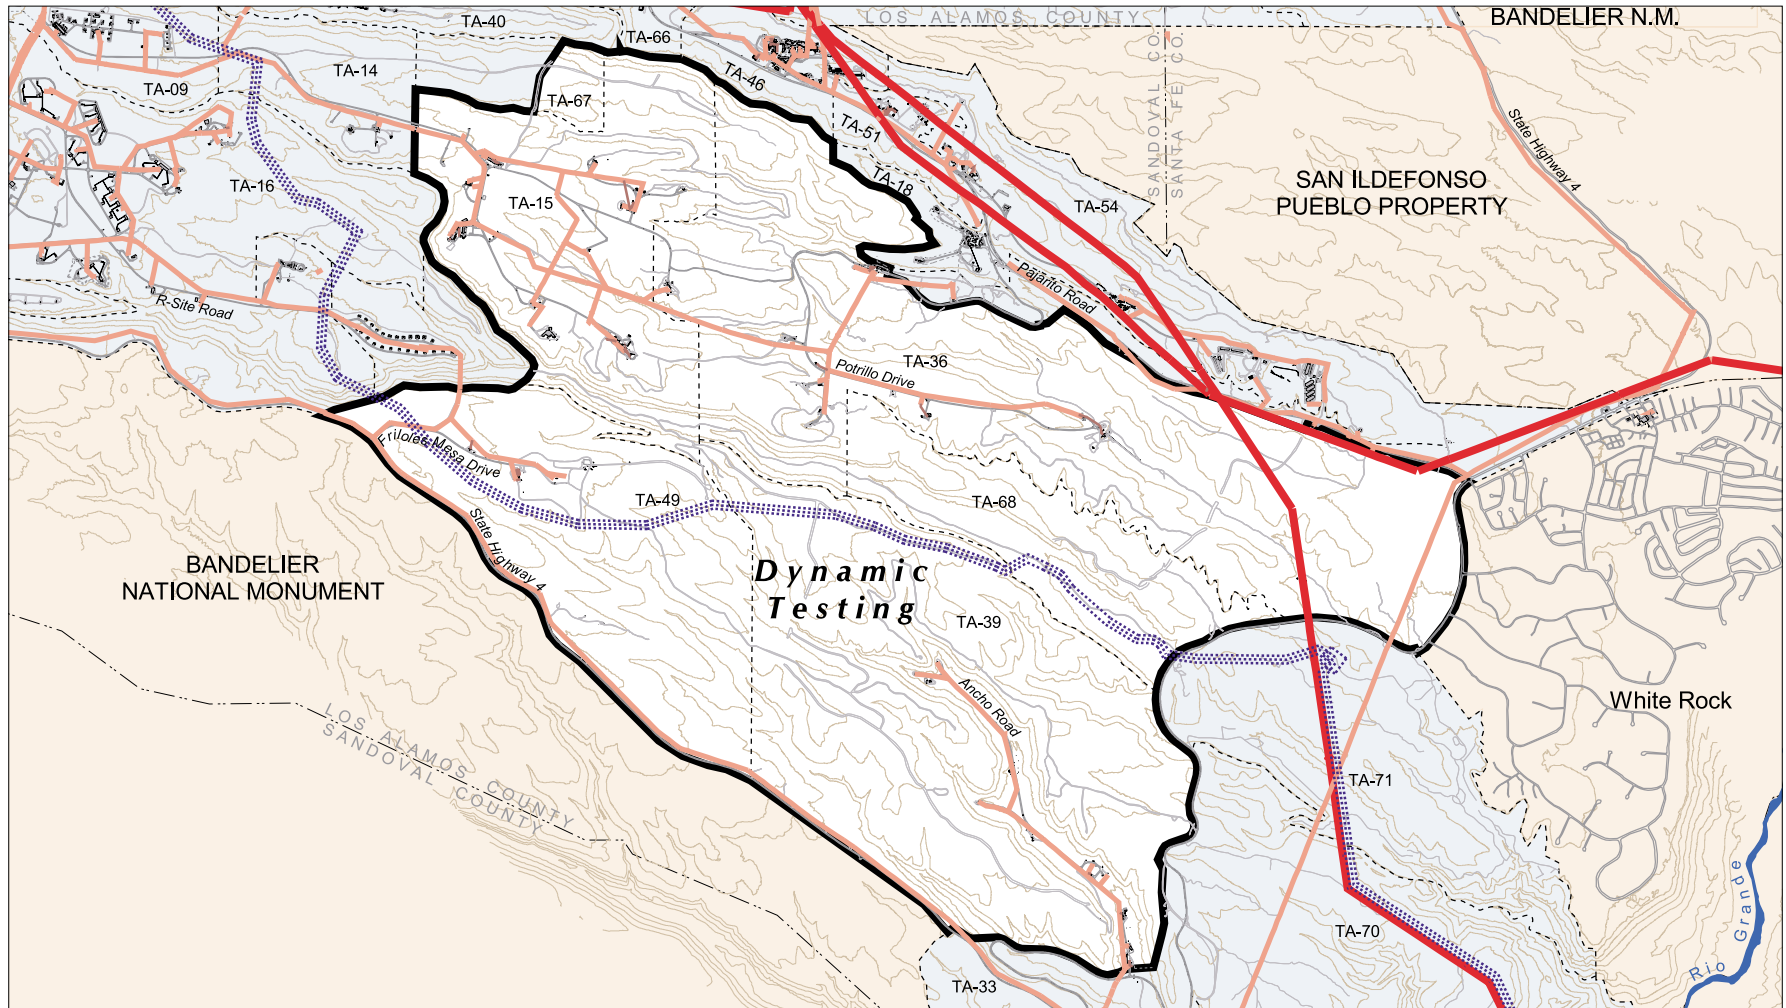 TA-40
LOS ALAMOS COUNTY
BANDELIER N.M.
TA-66
TA-14
TA-46
TA-09
TA-67
SANDOVAL CO.
SANTA FE CO.
State Highway 4
TA-51
TA-16
TA-18
SAN ILDEFONSO
PUEBLO PROPERTY
TA-15
TA-54
Pajarito Road
R-Site Road
TA-36
Potrillo Drive
Frijoles Mesa Drive
TA-49
TA-68
State Highway 4
BANDELIER
NATIONAL MONUMENT
Dynamic
Testing
TA-39
Ancho Road
White Rock
LOS ALAMOS COUNTY
SANDOVAL COUNTY
TA-71
TA-70
Rio Grande
TA-33